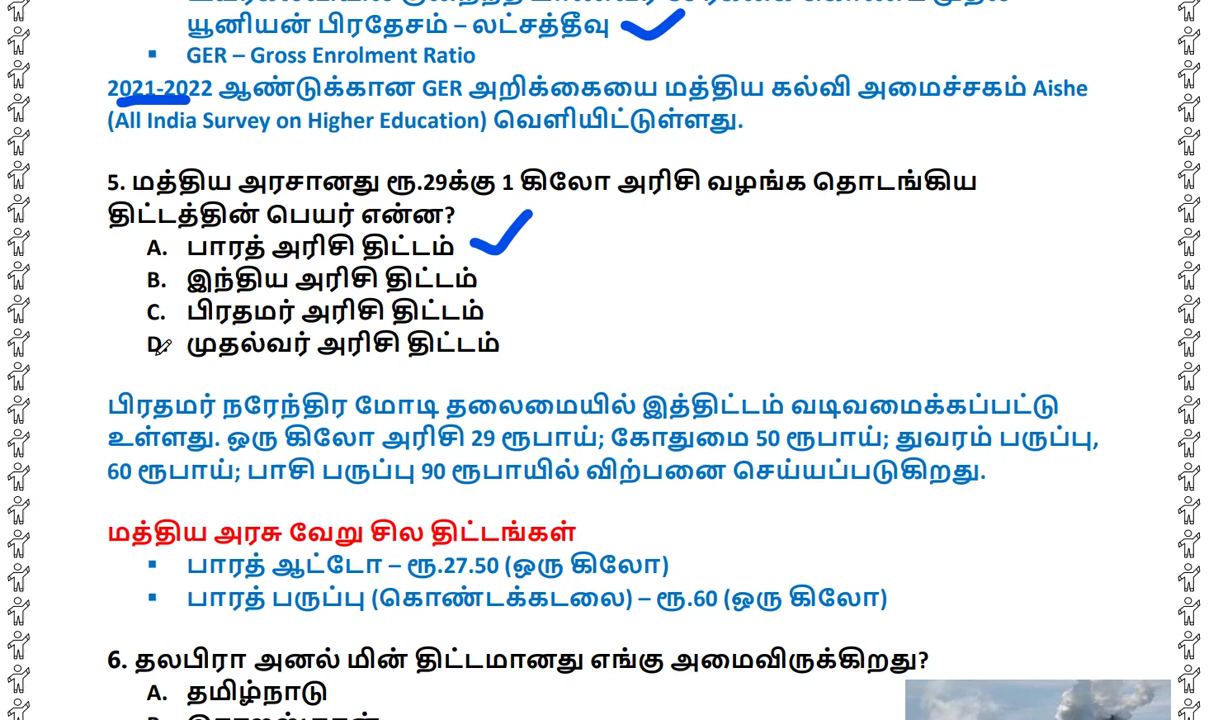 யூனியன் பிரதேசம் – லட்சத்தீவு
▪ GER – Gross Enrolment Ratio
2021-2022 ஆண்டுக்கான GER அறிக்கையை மத்திய கல்வி அமைச்சகம் Aishe
(All India Survey on Higher Education) வெளியிட்டுள்ளது.
5. மத்திய அரசானது ரூ.29க்கு 1 கிலோ அரிசி வழங்க தொடங்கிய
திட்டத்தின் பெயர் என்ன?
A. பாரத் அரிசி திட்டம்
B. இந்திய அரிசி திட்டம்
C. பிரதமர் அரிசி திட்டம்
D. முதல்வர் அரிசி திட்டம்
பிரதமர் நரேந்திர மோடி தலைமையில் இத்திட்டம் வடிவமைக்கப்பட்டு
உள்ளது. ஒரு கிலோ அரிசி 29 ரூபாய்; கோதுமை 50 ரூபாய்; துவரம் பருப்பு,
60 ரூபாய்; பாசி பருப்பு 90 ரூபாயில் விற்பனை செய்யப்படுகிறது.
மத்திய அரசு வேறு சில திட்டங்கள்
▪ பாரத் ஆட்டோ – ரூ.27.50 (ஒரு கிலோ)
▪ பாரத் பருப்பு (கொண்டக்கடலை) – ரூ.60 (ஒரு கிலோ)
6. தலபிரா அனல் மின் திட்டமானது எங்கு அமைவிருக்கிறது?
A. தமிழ்நாடு